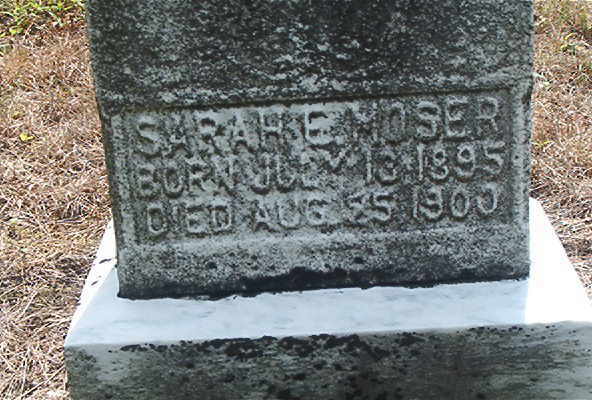 SARAH E MOSER
BORN JULY 13 1895
DIED AUG 25 1900